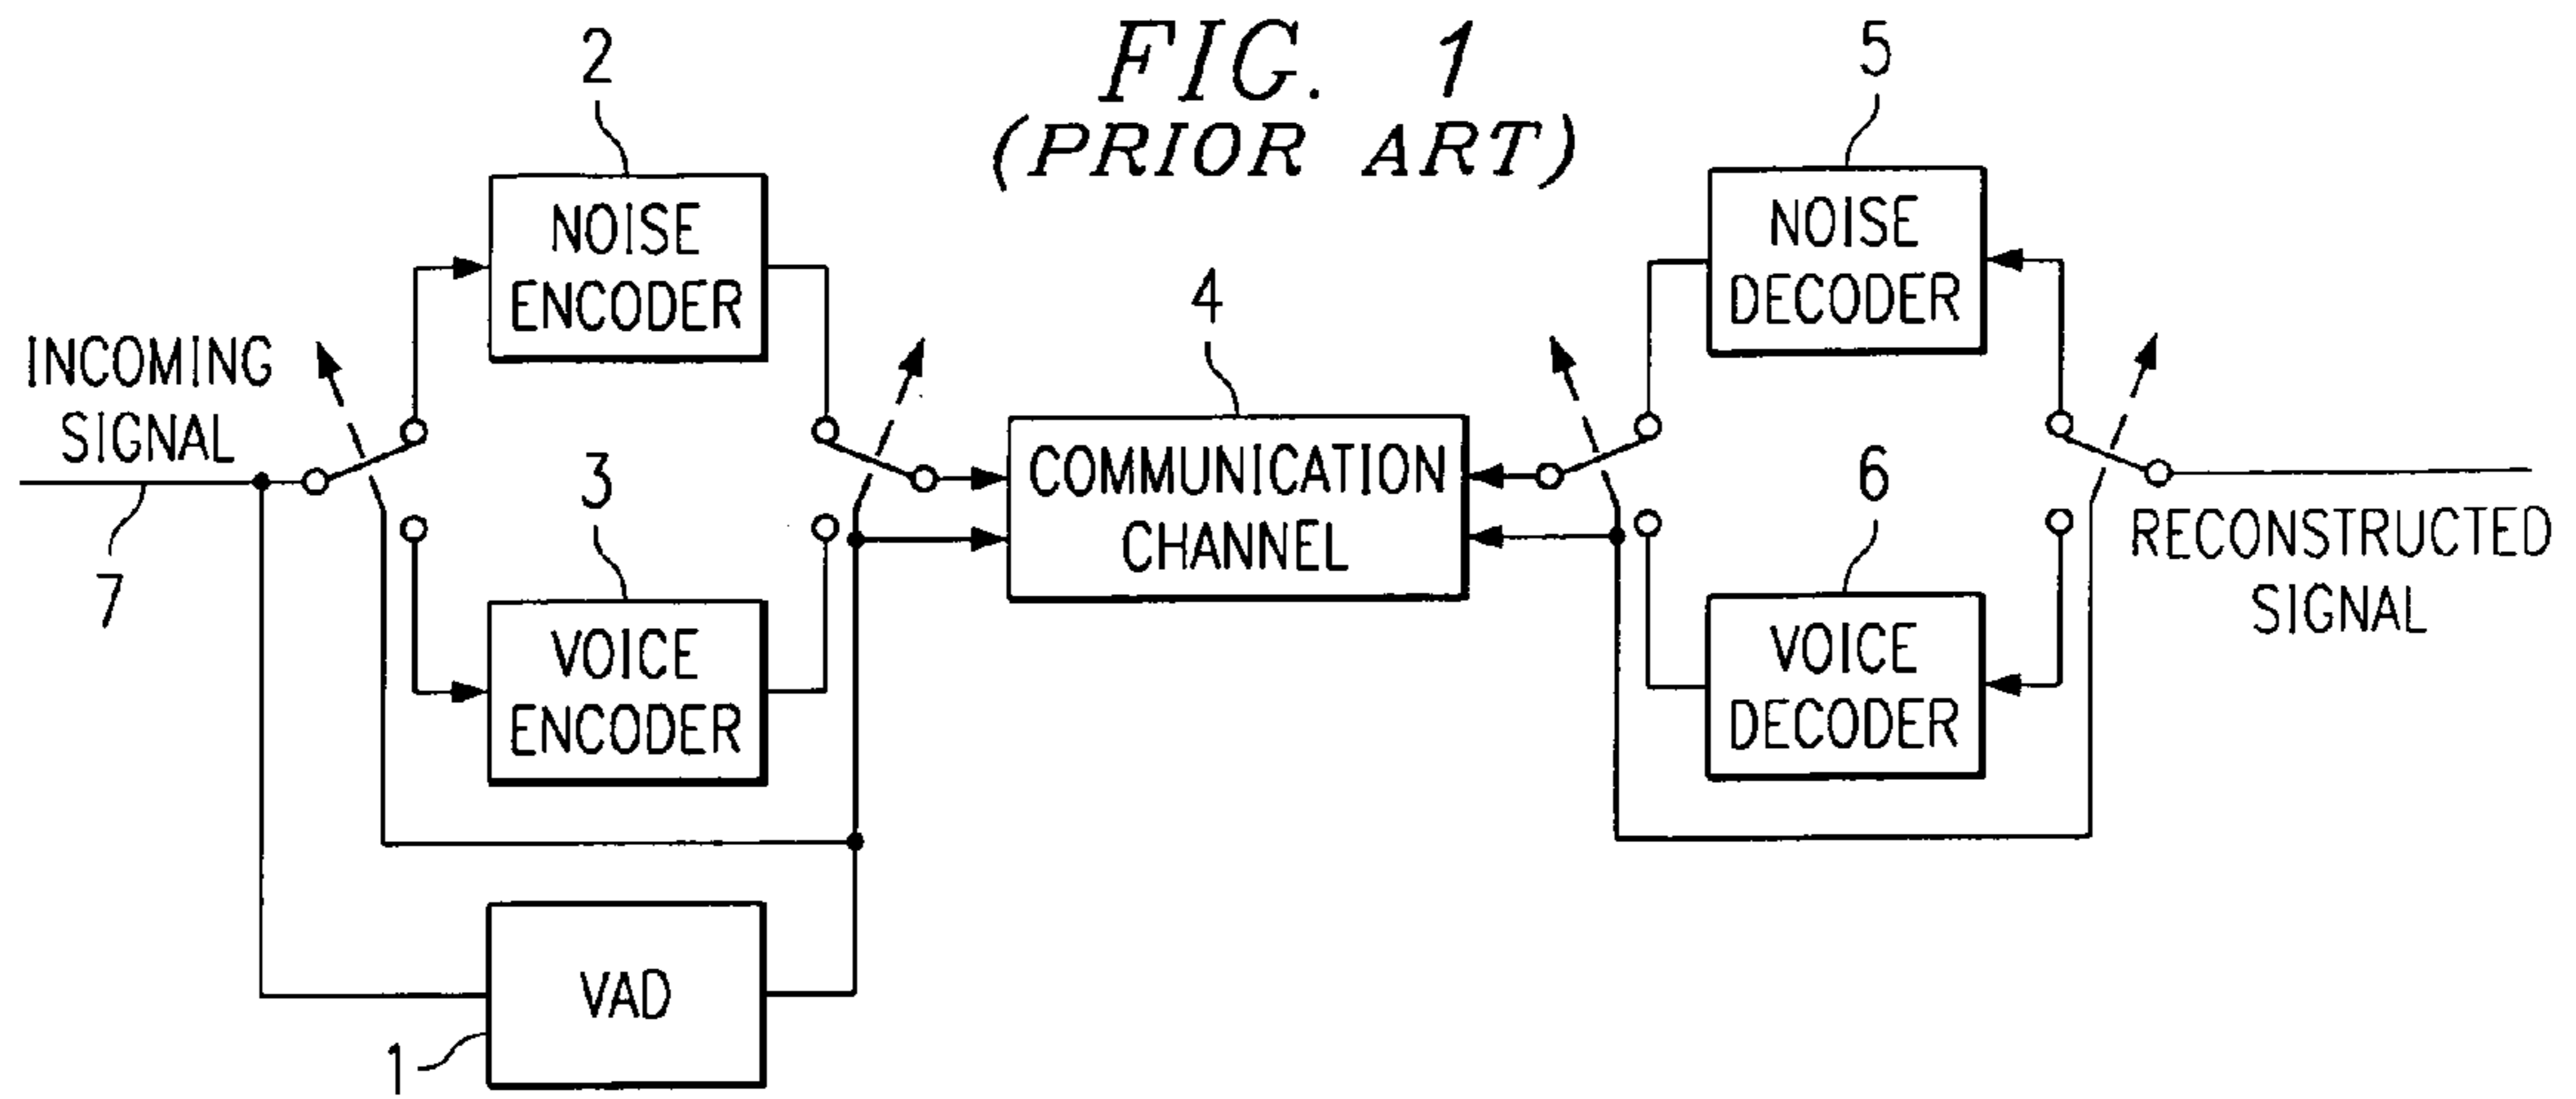 FIG. 1
(PRIOR ART)
2
NOISE
ENCODER
5
NOISE
DECODER
INCOMING
SIGNAL
7
3
VOICE
ENCODER
4
COMMUNICATION
CHANNEL
6
VOICE
DECODER
RECONSTRUCTED
SIGNAL
VAD
1